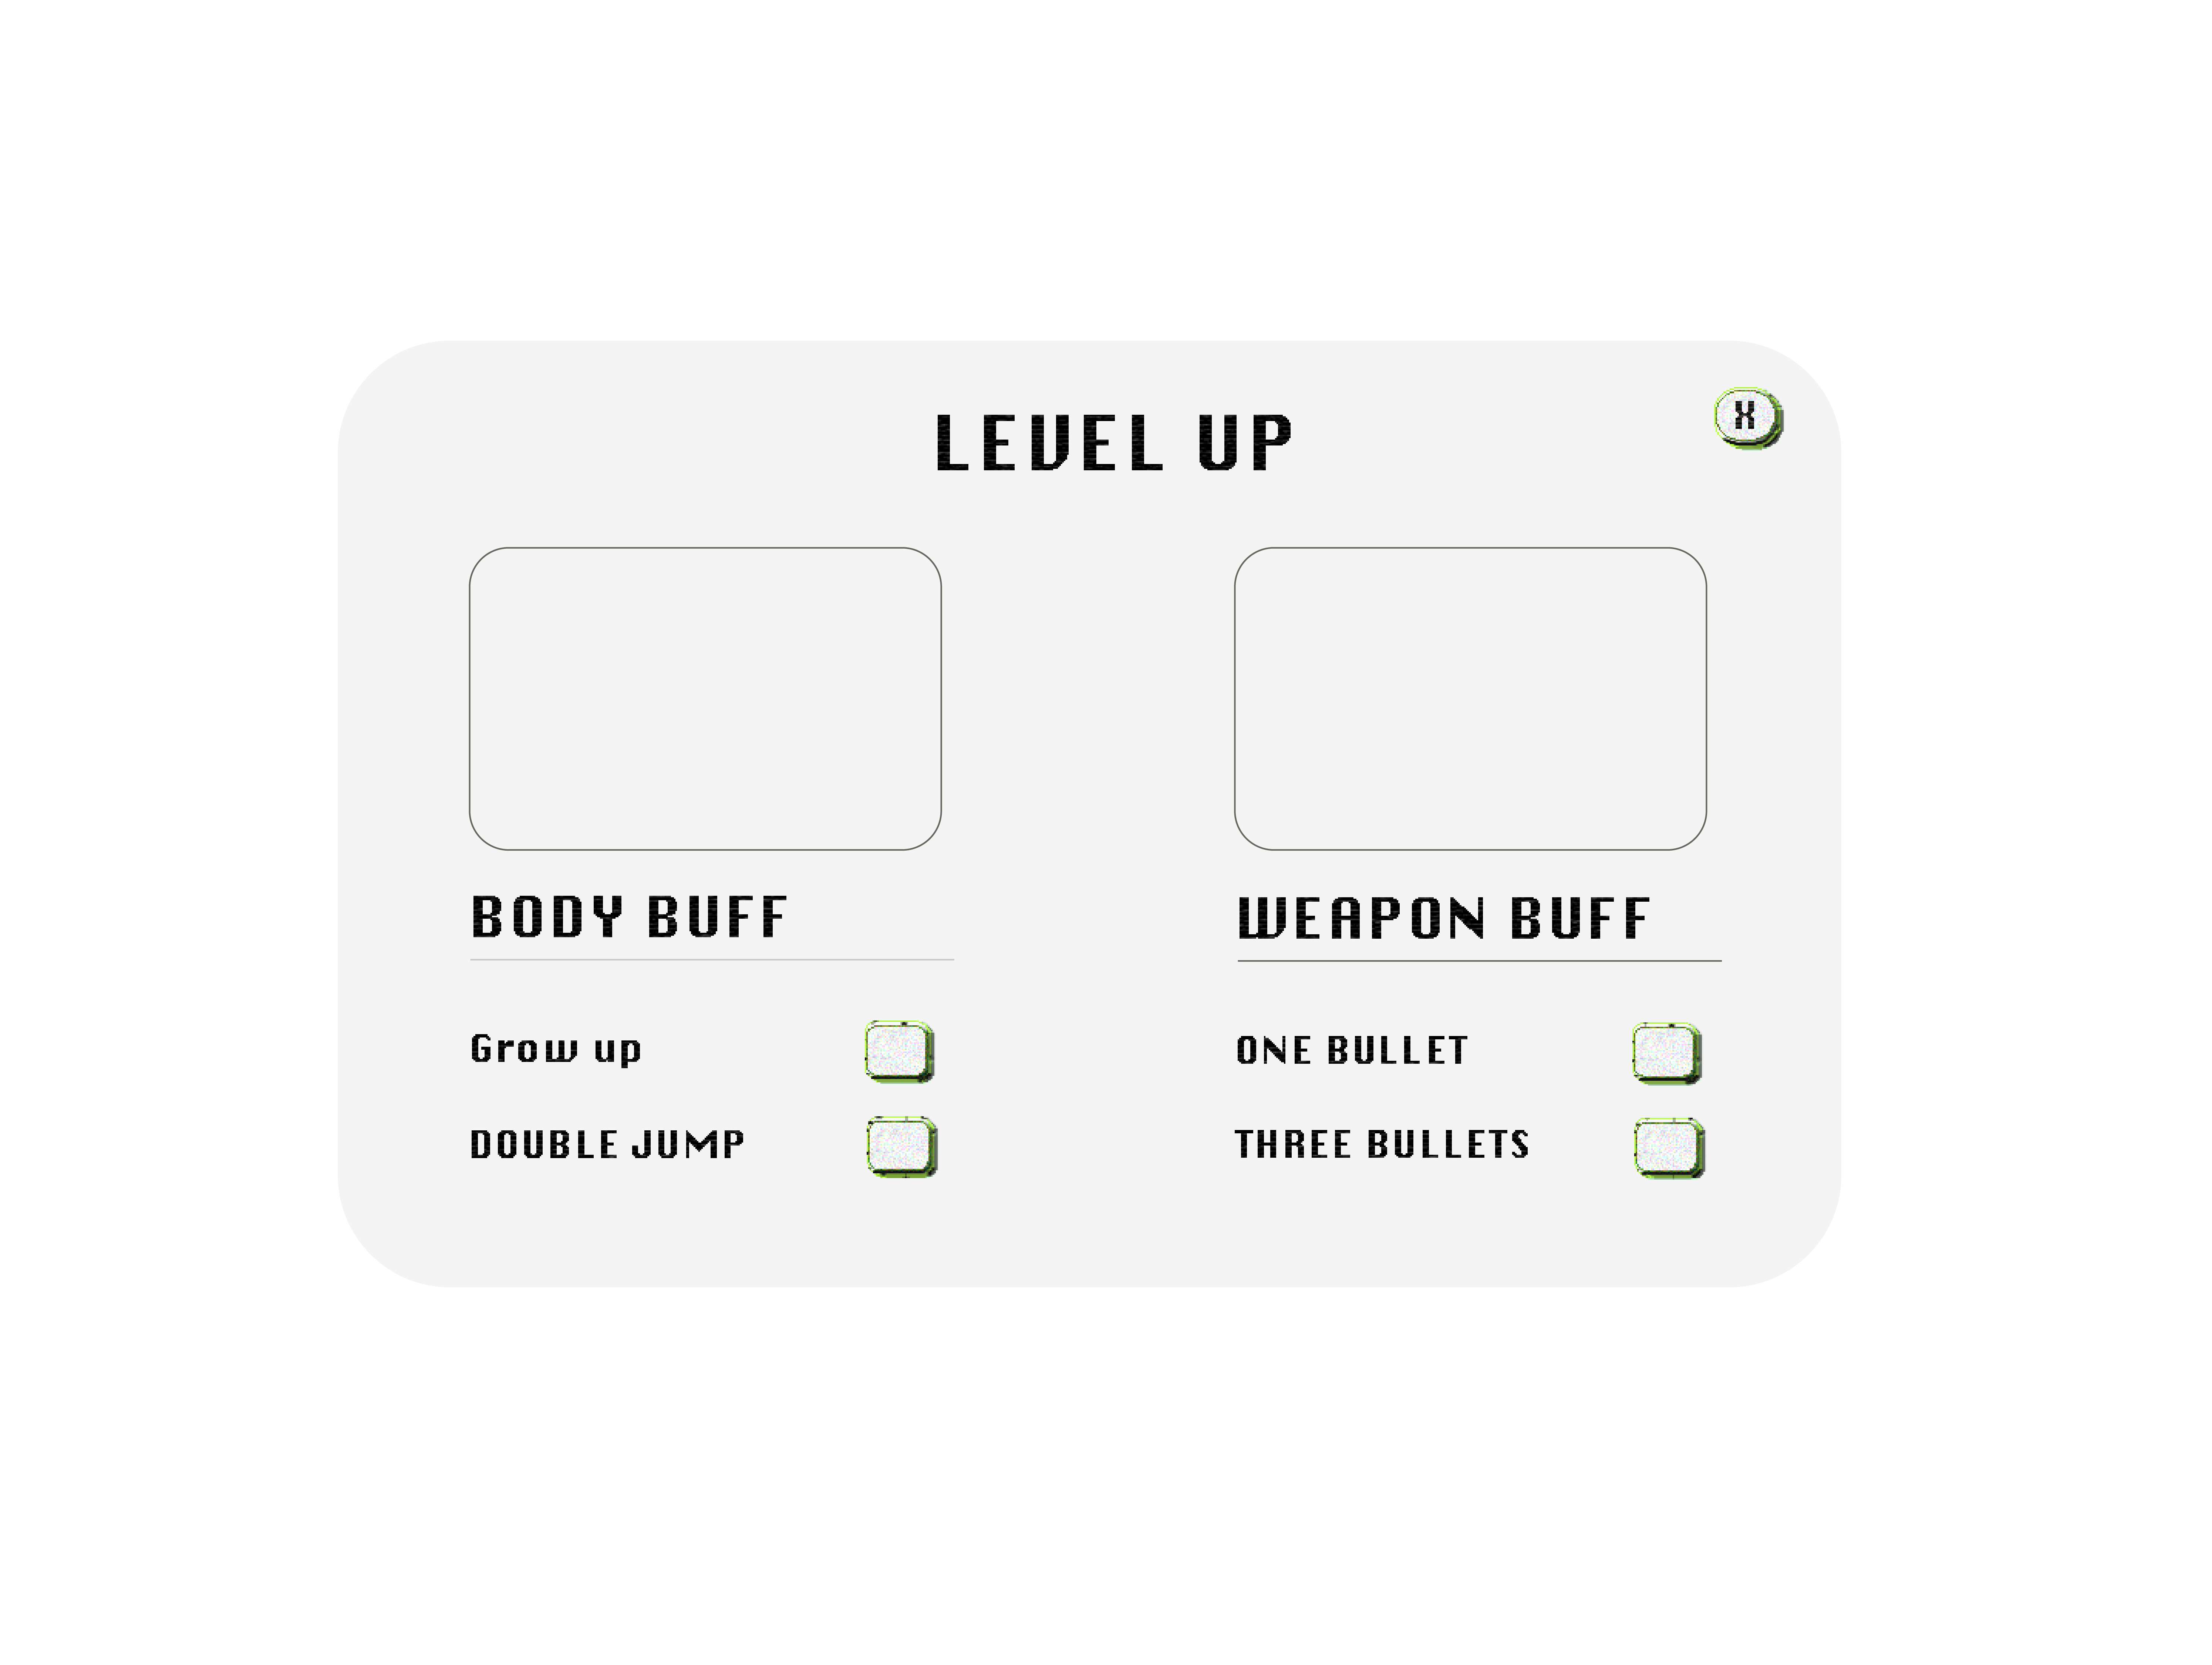 LEVEL UP
X
BODY BUFF
Grow up
DOUBLE JUMP
WEAPON BUFF
ONE BULLET
THREE BULLETS